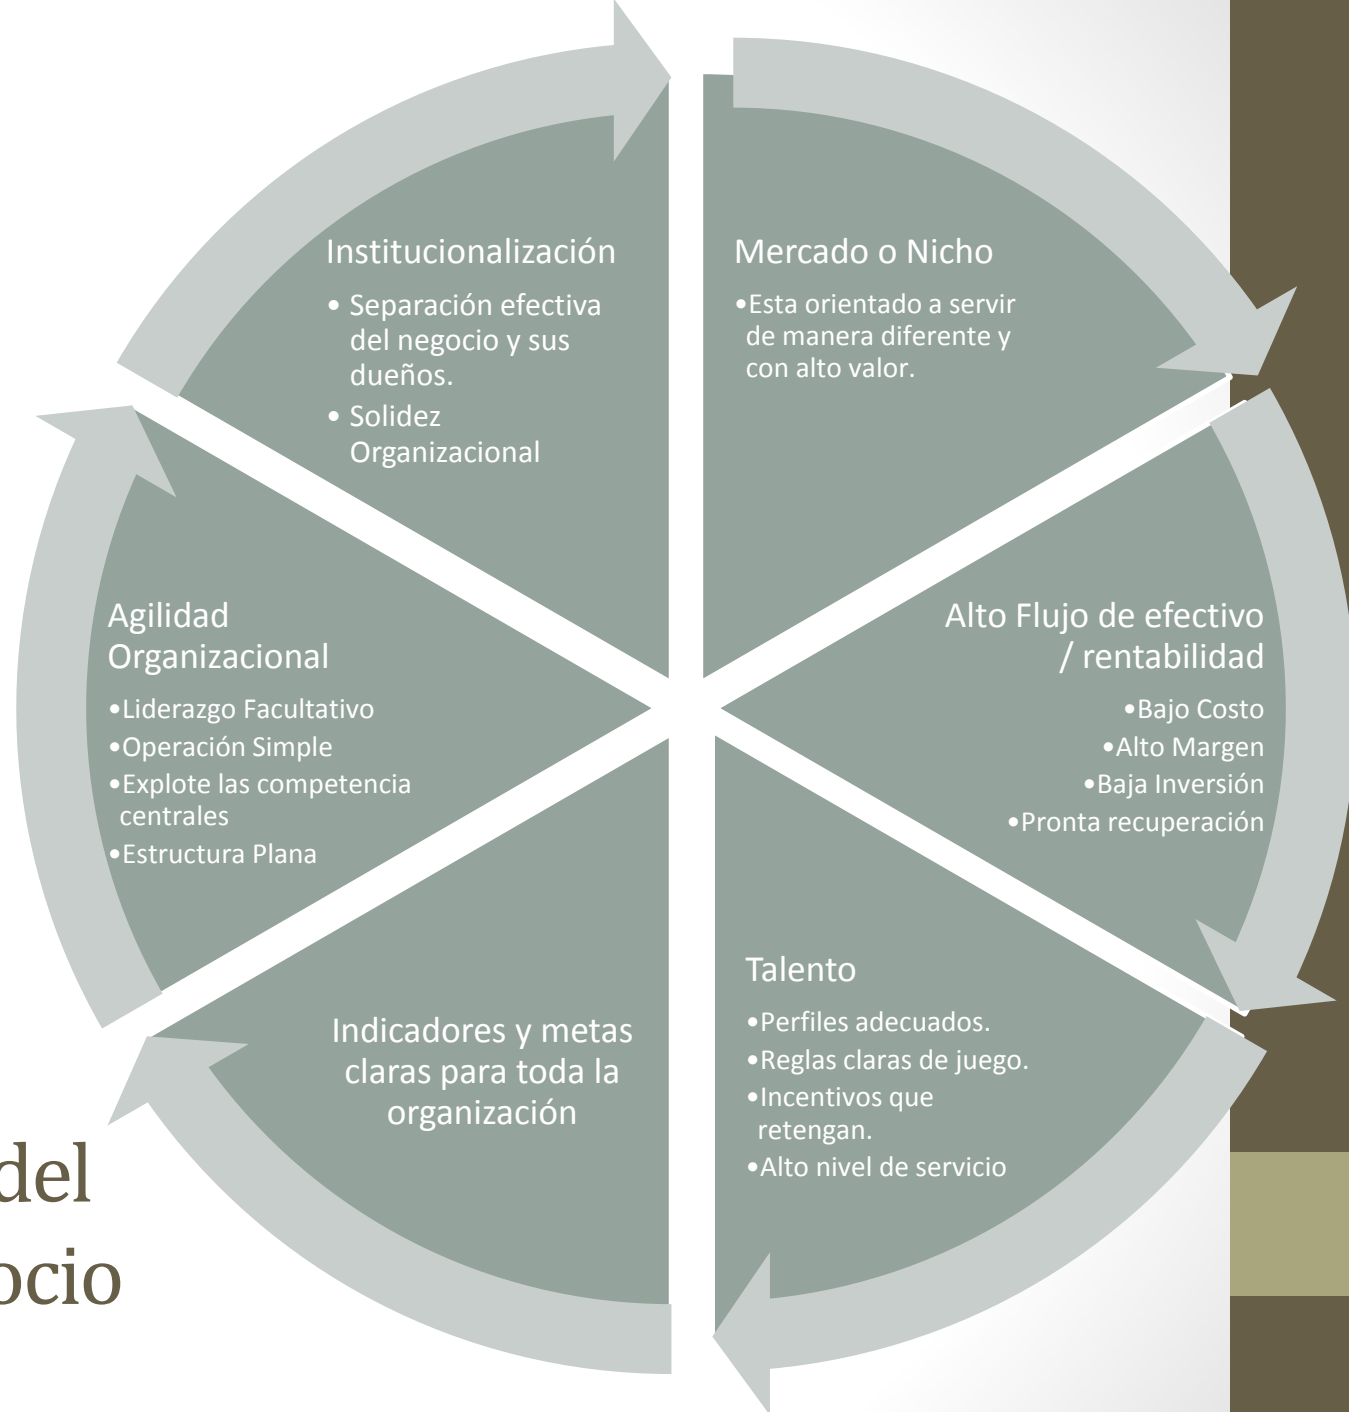 Institucionalización
• Separación efectiva
del negocio y sus
dueños.
• Solidez
Organizacional
Mercado o Nicho
•Esta orientado a servir
de manera diferente y
con alto valor.
Alto Flujo de efectivo
/ rentabilidad
•Bajo Costo
•Alto Margen
•Baja Inversión
•Pronta recuperación
Talento
•Perfiles adecuados.
•Reglas claras de juego.
•Incentivos que
retengan.
•Alto nivel de servicio
Indicadores y metas
claras para toda la
organización
Agilidad
Organizacional
•Liderazgo Facultativo
•Operación Simple
•Explote las competencia
centrales
•Estructura Plana
del
ocio